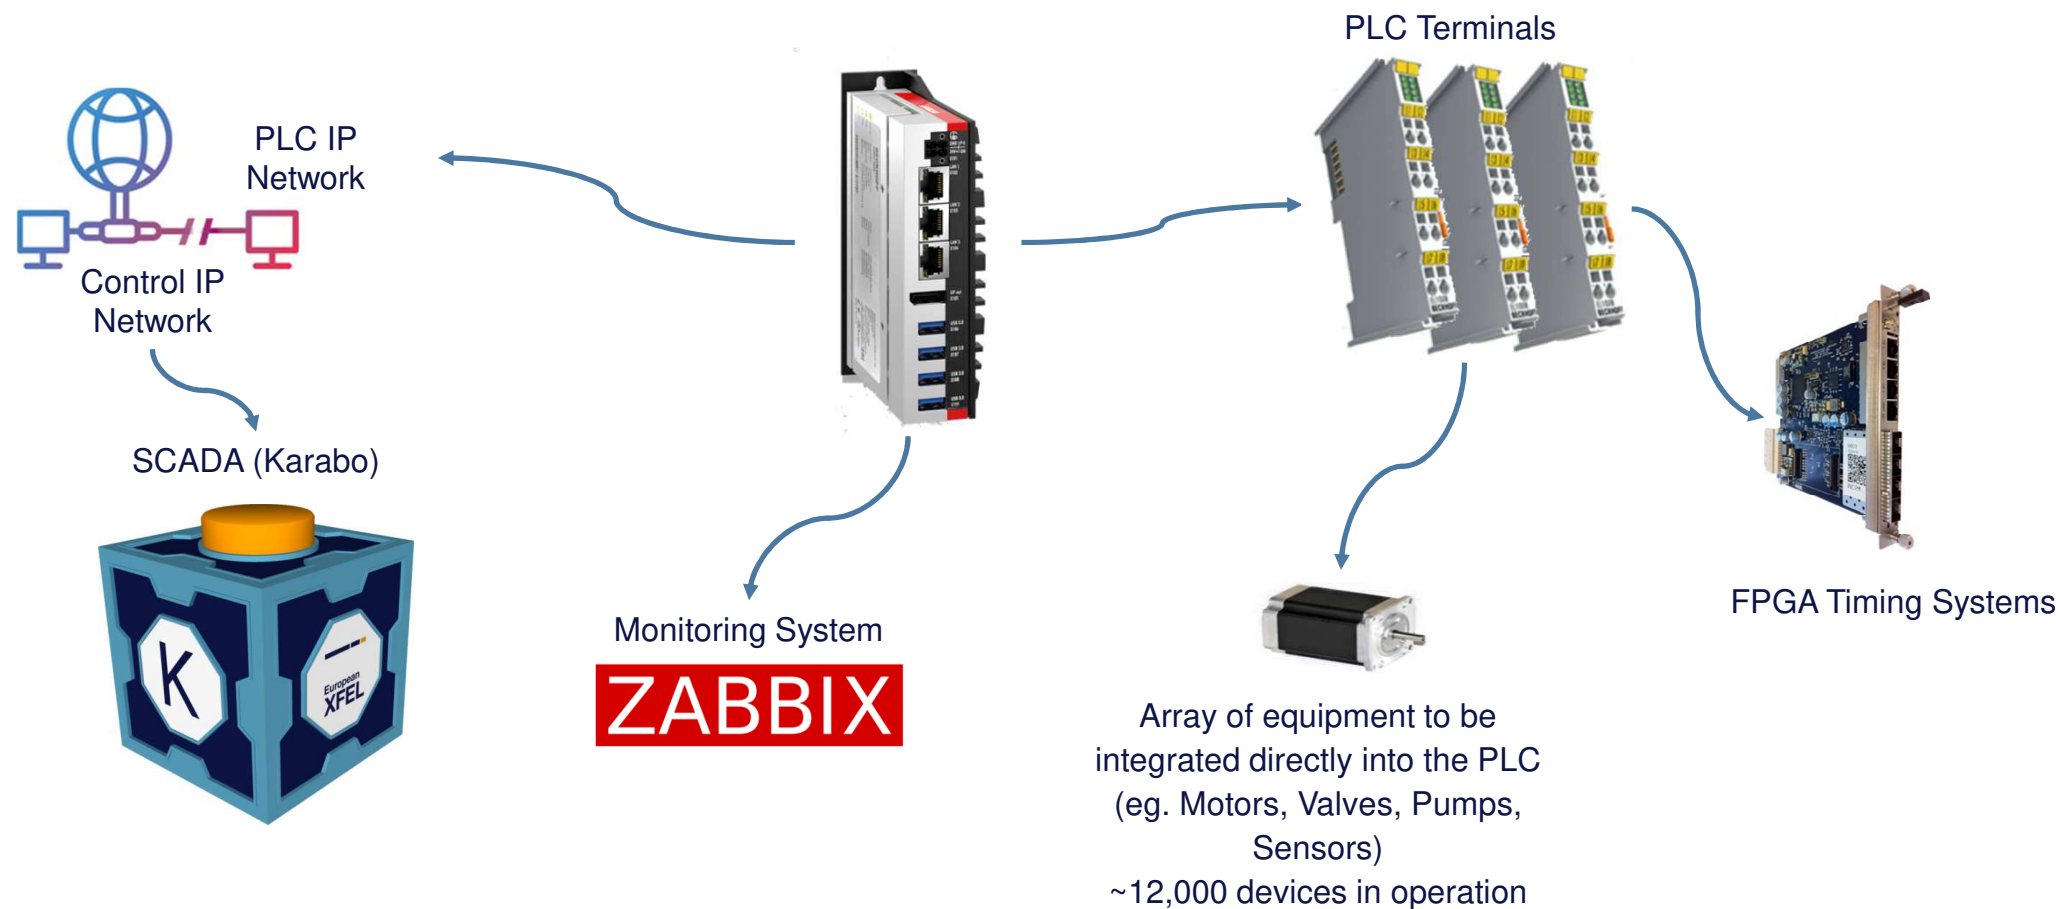 PLC Terminals
PLC IP
Network
Control IP
Network
SCADA (Karabo)
K
European
XFEL
Monitoring System
ZABBIX
FPGA Timing Systems
Array of equipment to be
integrated directly into the PLC
(eg. Motors, Valves, Pumps,
Sensors)
~12,000 devices in operation